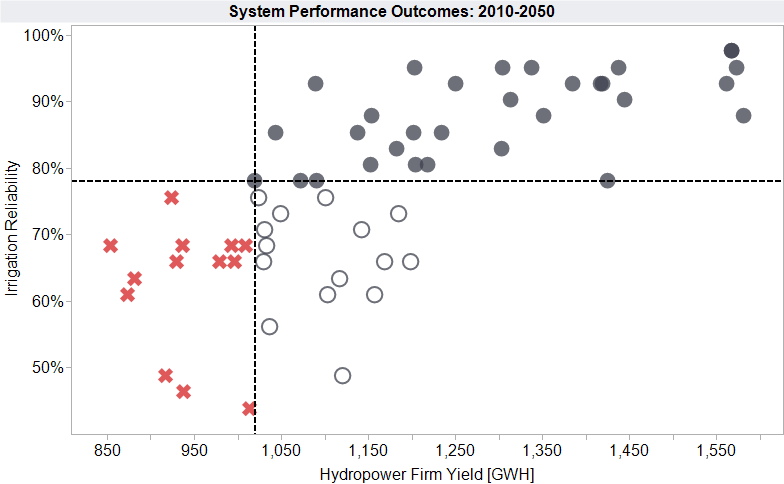 System Performance Outcomes: 2010-2050
100%
90%
80%
70%
60%
50%
Irrigation Reliability
850 950 1,050 1,150 1,250 1,350 1,450 1,550
Hydropower Firm Yield [GWH]